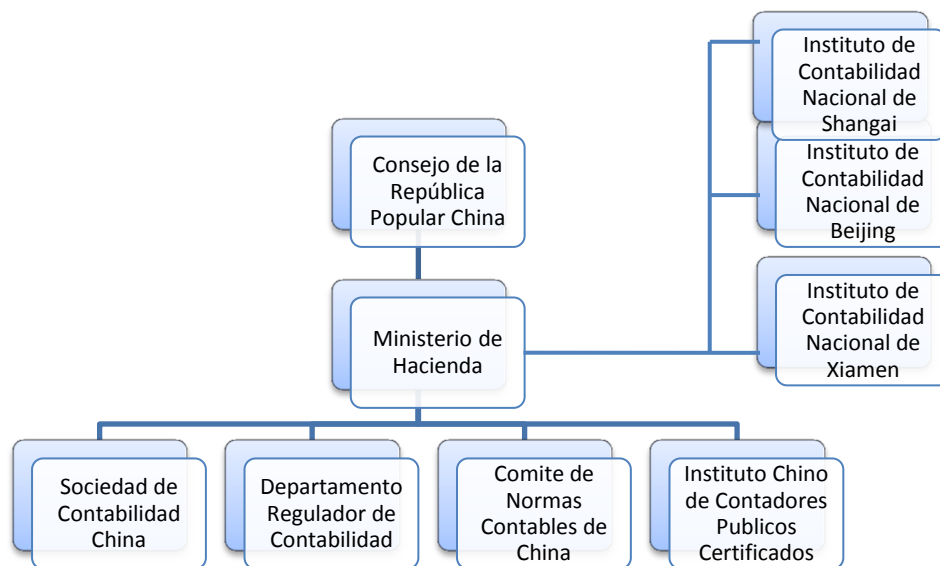 Instituto de
Contabilidad
Nacional de
Shangai
Instituto de
Contabilidad
Nacional de
Beijing
Consejo de la
República
Popular China
Instituto de
Contabilidad
Nacional de
Xiamen
Ministerio de
Hacienda
Sociedad de
Contabilidad
China
Departamento
Regulador de
Contabilidad
Comite de
Normas
Contables de
China
Instituto Chino
de Contadores
Publicos
Certificados